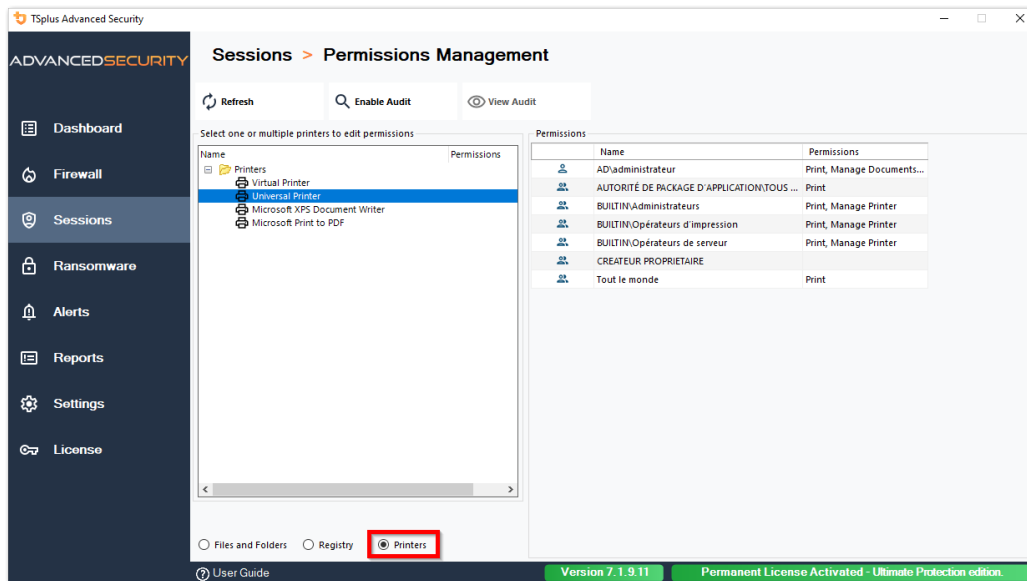 TSplus Advanced Security
ADVANCEDSECURITY
Dashboard
Firewall
Sessions
Ransomware
Alerts
Reports
Settings
License
Sessions > Permissions Management
Refresh
Enable Audit
View Audit
Select one or multiple printers to edit permissions
Name Permissions
Printers
Virtual Printer
Universal Printer
Microsoft XPS Document Writer
Microsoft Print to PDF
Files and Folders Registry Printers
Permissions
Name Permissions
AD\administrateur Print, Manage Documents...
AUTORITÉ DE PACKAGE D'APPLICATION\TOUS ... Print
BUILTIN\Administrateurs Print, Manage Printer
BUILTIN\Opérateurs d'impression Print, Manage Printer
BUILTIN\Opérateurs de serveur Print, Manage Printer
CREATEUR PROPRIETAIRE
Tout le monde Print
User Guide
Version 7.1.9.11
Permanent License Activated - Ultimate Protection edition.